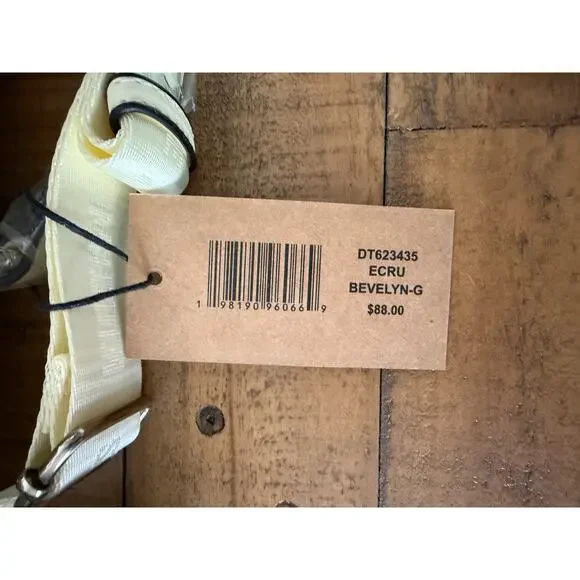 DT623435
ECRU
BEVELYN-G
$88.00
1 98190 96066 9